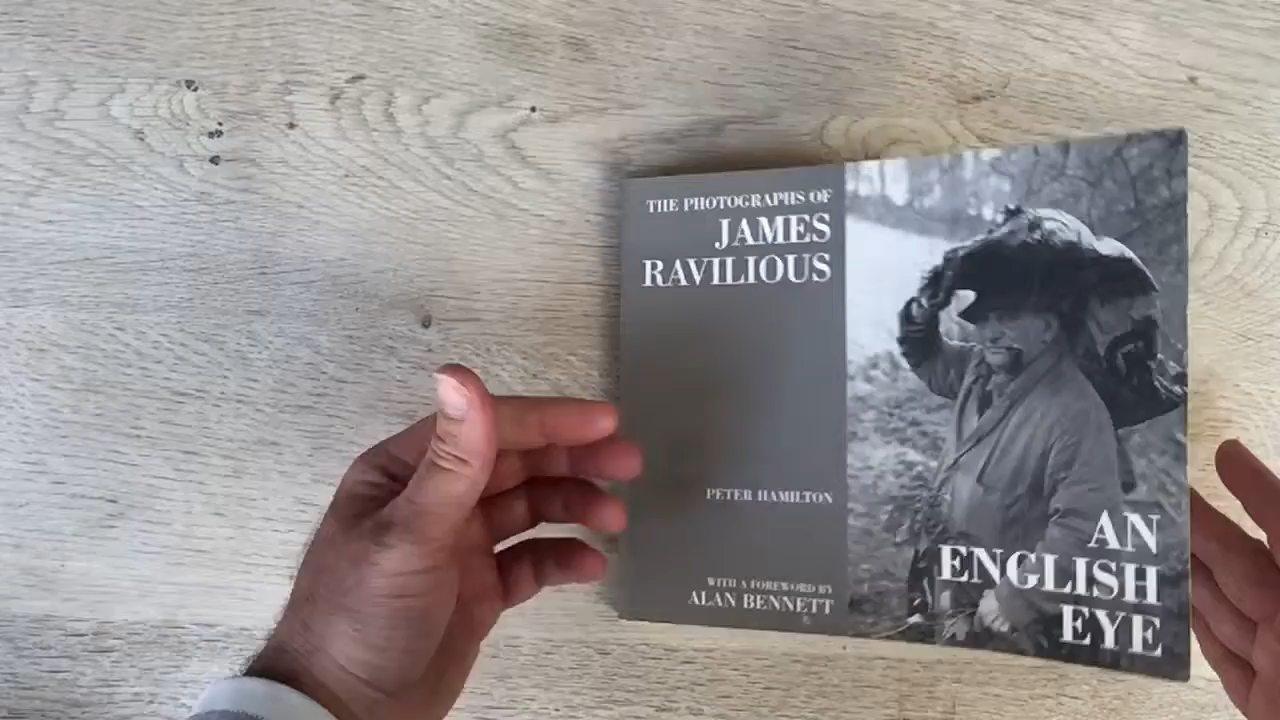 THE PHOTOGRAPHS OF
JAMES
RAVILIOUS
PETER HAMILTON
WITH A FOREWORD BY
ALAN BENNETT
AN
ENGLISH
EYE